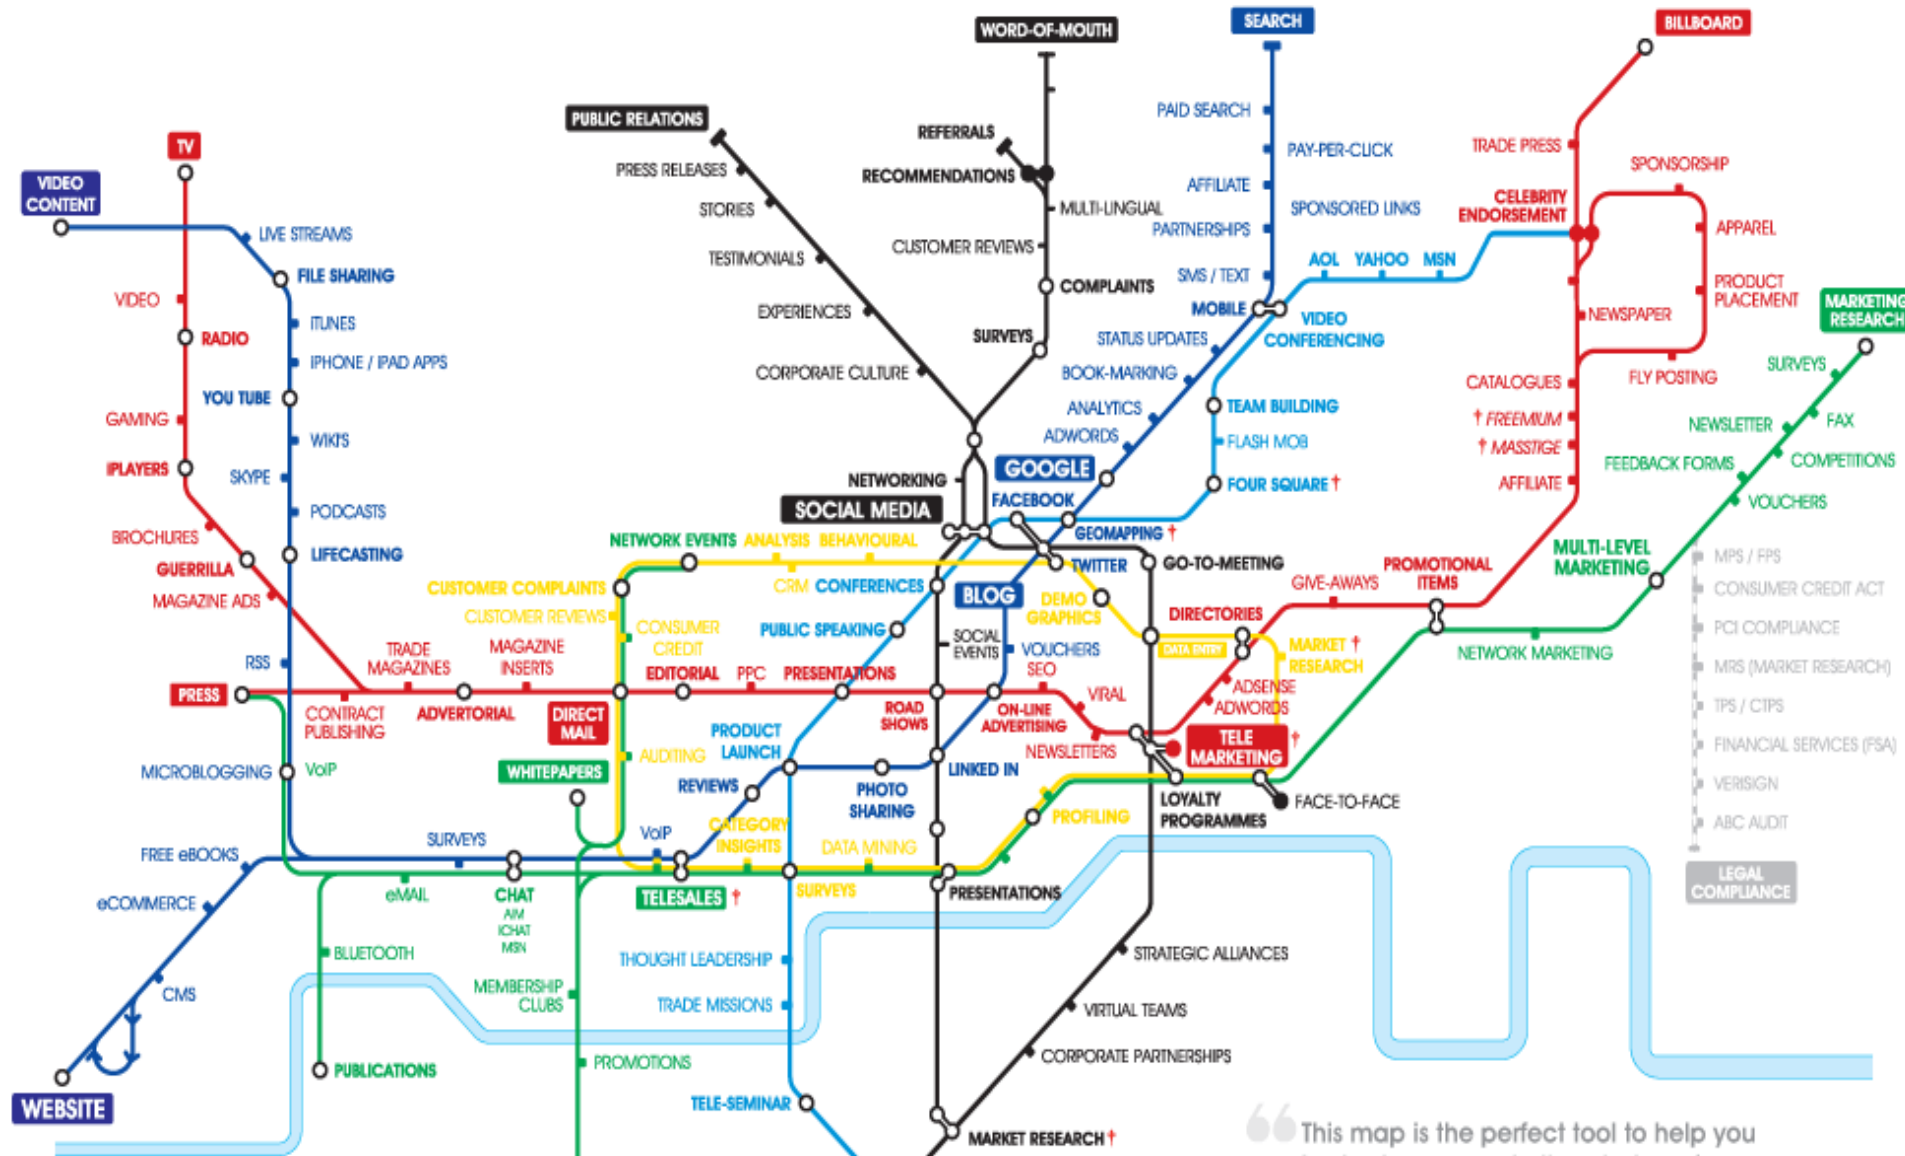 WORD-OF-MOUTH
SEARCH
BILLBOARD
PUBLIC RELATIONS
REFERRALS
RECOMMENDATIONS
PRESS RELEASES
STORIES
TESTIMONIALS
EXPERIENCES
CORPORATE CULTURE
MULTI-LINGUAL
CUSTOMER REVIEWS
COMPLAINTS
SURVEYS
NETWORKING
SOCIAL MEDIA
PAID SEARCH
PAY-PER-CLICK
AFFILIATE
SPONSORED LINKS
PARTNERSHIPS
SMS / TEXT
MOBILE
VIDEO
CONFERENCING
AOL
YAHOO
MSN
STATUS UPDATES
BOOK-MARKING
ANALYTICS
ADWORDS
GOOGLE
FACEBOOK
GEOMAPPING †
TWITTER
TEAM BUILDING
FLASH MOB
FOUR SQUARE †
TRADE PRESS
CELEBRITY
ENDORSEMENT
SPONSORSHIP
APPAREL
PRODUCT
PLACEMENT
NEWSPAPER
FLY POSTING
CATALOGUES
† FREEMIUM
† MASSTIGE
AFFILIATE
MARKETING
RESEARCH
SURVEYS
FAX
NEWSLETTER
COMPETITIONS
FEEDBACK FORMS
VOUCHERS
MULTI-LEVEL
MARKETING
NETWORK MARKETING
PROMOTIONAL
ITEMS
GIVE-AWAYS
DIRECTORIES
TV
VIDEO
CONTENT
LIVE STREAMS
FILE SHARING
VIDEO
RADIO
ITUNES
IPHONE / IPAD APPS
YOU TUBE
GAMING
WIKI'S
IPLAYERS
SKYPE
PODCASTS
BROCHURES
LIFECASTING
GUERRILLA
MAGAZINE ADS
RSS
PRESS
CONTRACT
PUBLISHING
TRADE
MAGAZINES
ADVERTORIAL
MAGAZINE
INSERTS
DIRECT
MAIL
EDITORIAL
PPC
PRESENTATIONS
ROAD
SHOWS
ON-LINE
ADVERTISING
SEO
VIRAL
NEWSLETTERS
ADSENSE
ADWORDS
TELE
MARKETING †
NETWORK EVENTS
ANALYSIS
BEHAVIOURAL
CRM
CUSTOMER COMPLAINTS
CUSTOMER REVIEWS
CONSUMER
CREDIT
CONFERENCES
PUBLIC SPEAKING
BLOG
SOCIAL
EVENTS
VOUCHERS
DEMO
GRAPHICS
GO-TO-MEETING
DATA ENTRY
MARKET †
RESEARCH
AUDITING
WHITEPAPERS
PRODUCT
LAUNCH
REVIEWS
PHOTO
SHARING
LINKED IN
MICROBLOGGING
VoIP
FREE eBOOKS
SURVEYS
VoIP
CATEGORY
INSIGHTS
DATA MINING
PROFILING
LOYALTY
PROGRAMMES
FACE-TO-FACE
eCOMMERCE
eMAIL
CHAT
AIM
ICHAT
MSN
TELESALES †
SURVEYS
PRESENTATIONS
CMS
BLUETOOTH
MEMBERSHIP
CLUBS
PROMOTIONS
THOUGHT LEADERSHIP
TRADE MISSIONS
PUBLICATIONS
WEBSITE
TELE-SEMINAR
STRATEGIC ALLIANCES
VIRTUAL TEAMS
CORPORATE PARTNERSHIPS
MARKET RESEARCH †
MPS / FPS
CONSUMER CREDIT ACT
PCI COMPLIANCE
MRS (MARKET RESEARCH)
TPS / CTPS
FINANCIAL SERVICES (FSA)
VERISIGN
ABC AUDIT
LEGAL
COMPLIANCE
“ This map is the perfect tool to help you